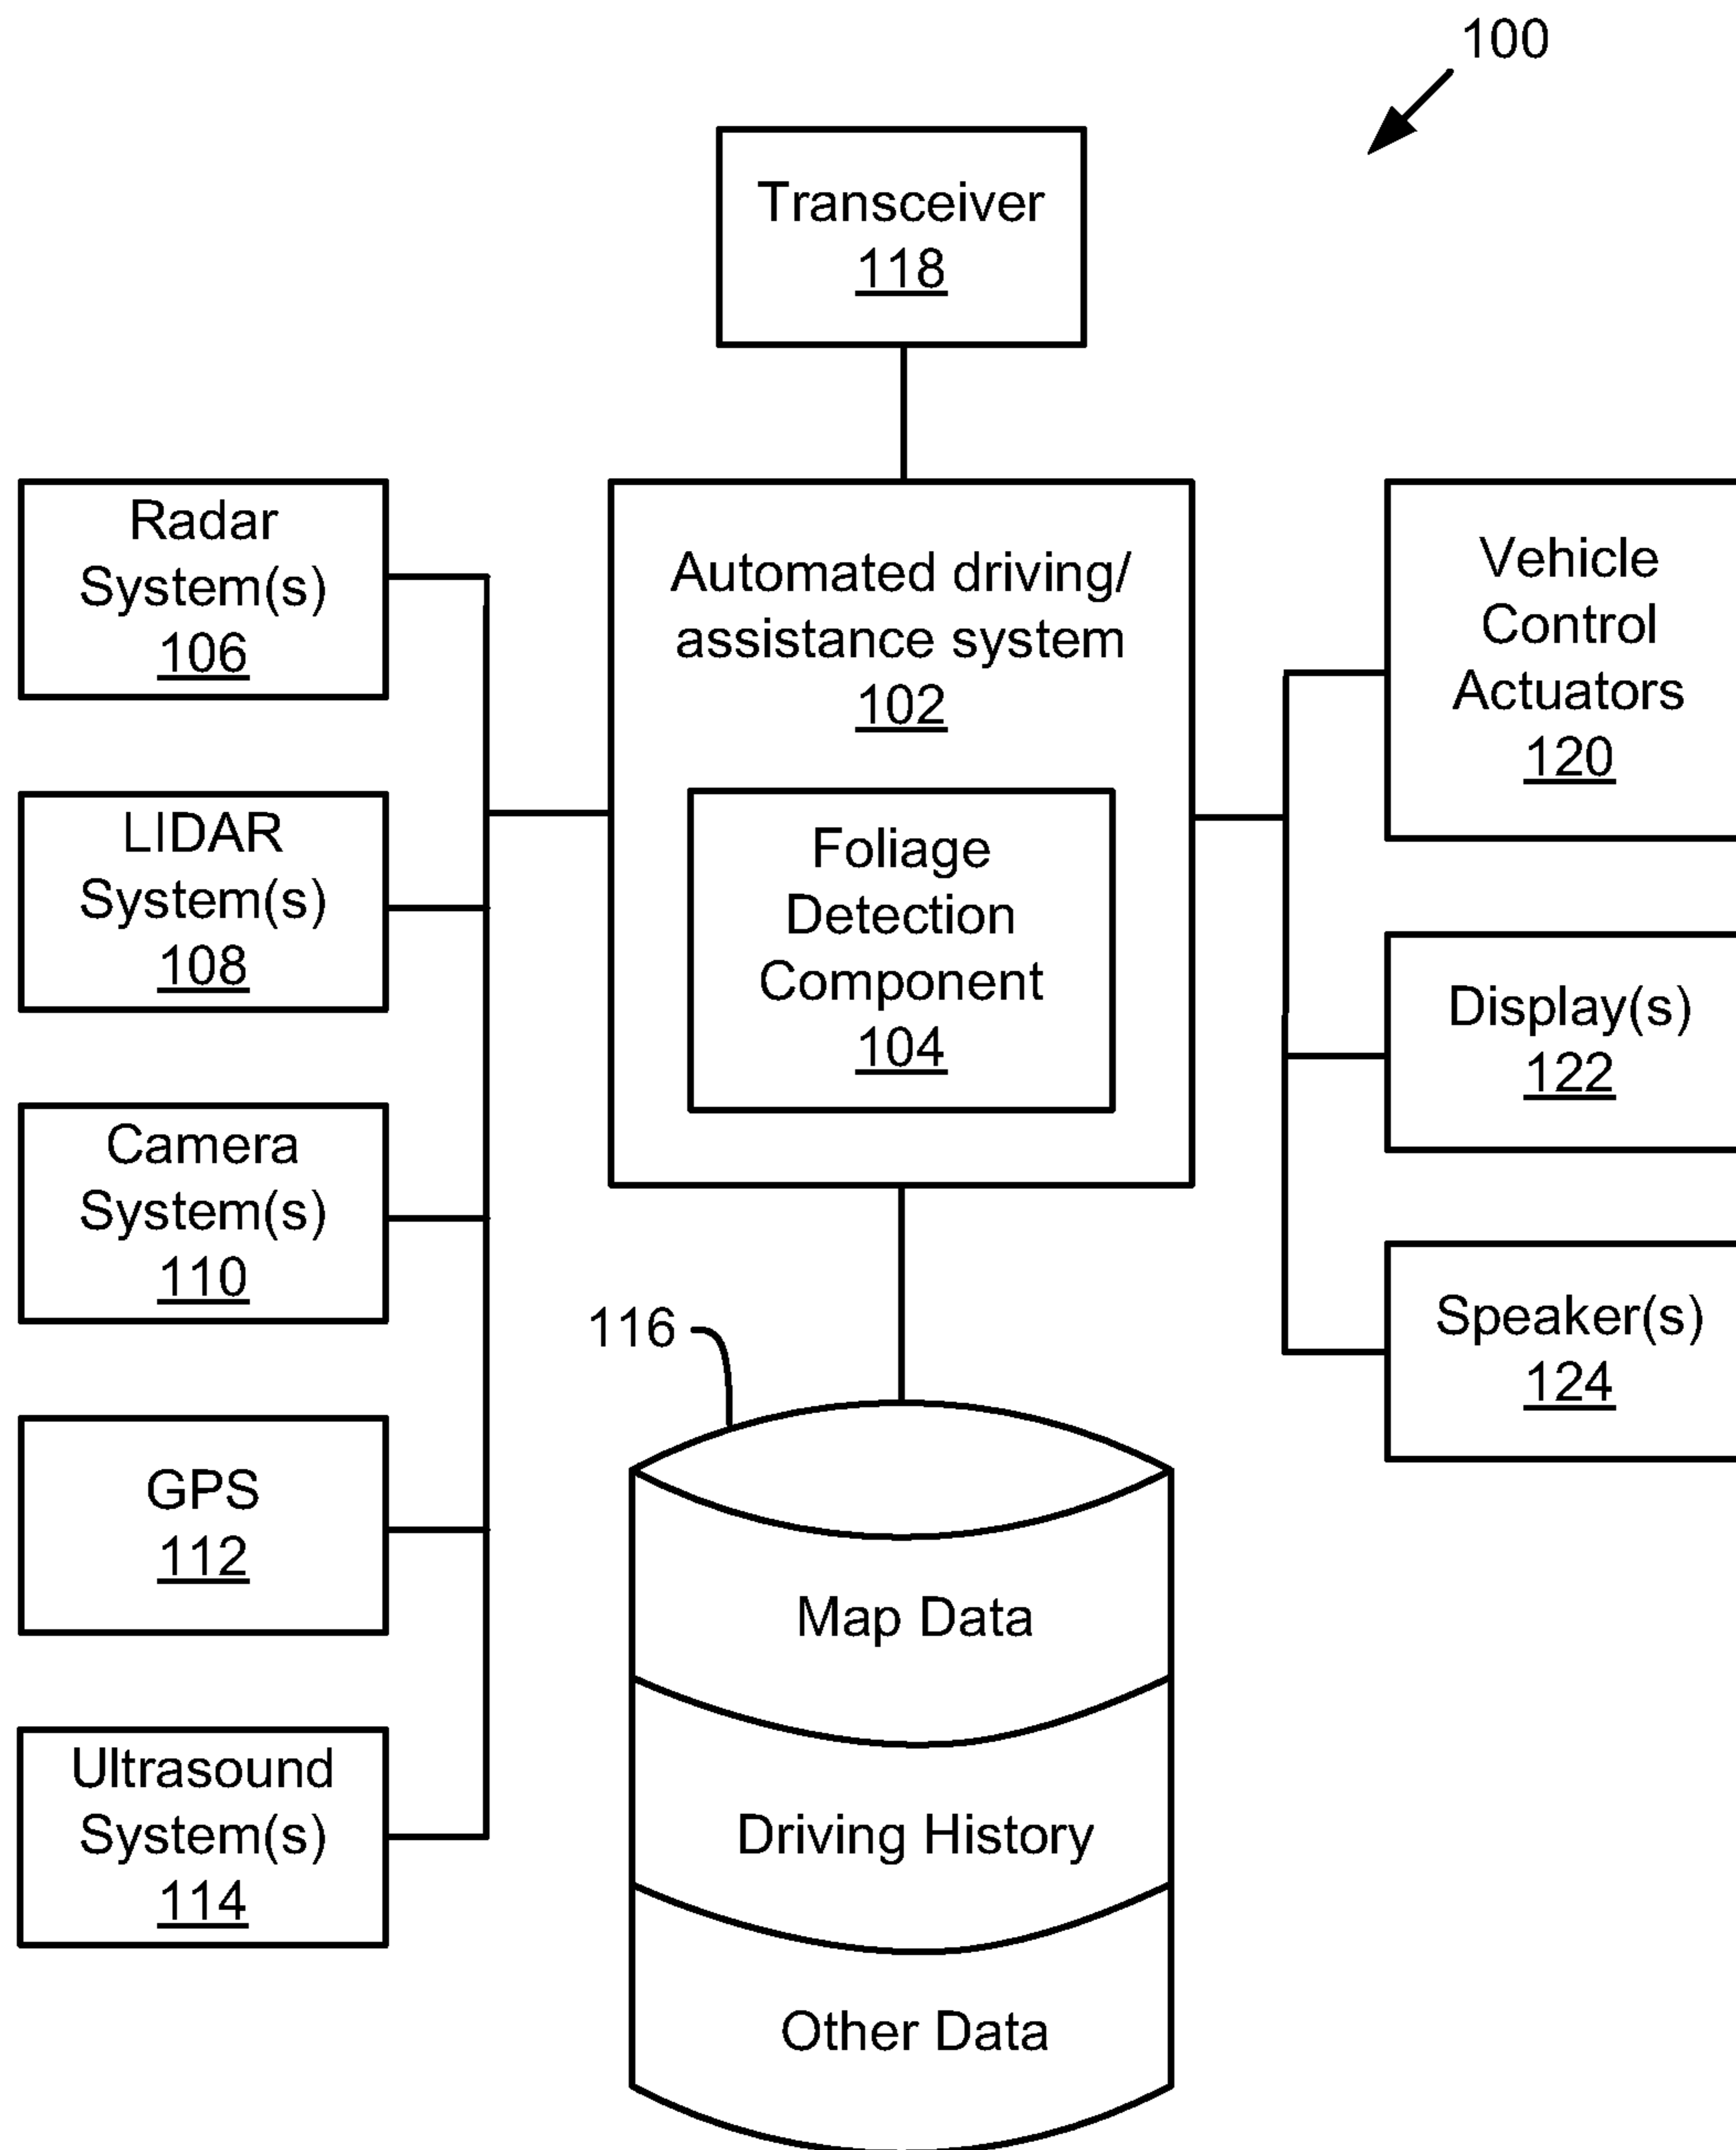 100
Transceiver
118
Radar
System(s)
106
LIDAR
System(s)
108
Camera
System(s)
110
GPS
112
Ultrasound
System(s)
114
Automated driving/
assistance system
102
Foliage
Detection
Component
104
116
Map Data
Driving History
Other Data
Vehicle
Control
Actuators
120
Display(s)
122
Speaker(s)
124